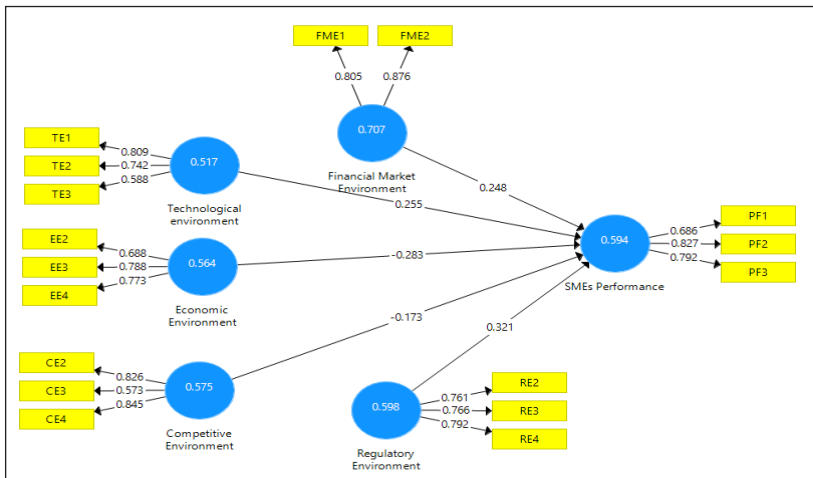 FME1
FME2
0.805
0.876
0.707
Financial Market
Environment
TE1
TE2
TE3
0.809
0.742
0.588
0.517
Technological
environment
0.248
0.255
EE2
EE3
EE4
0.688
0.788
0.773
0.564
Economic
Environment
-0.283
0.594
SMEs Performance
0.686
0.827
0.792
PF1
PF2
PF3
-0.173
0.321
CE2
CE3
CE4
0.826
0.573
0.845
0.575
Competitive
Environment
0.598
Regulatory
Environment
0.761
0.766
0.792
RE2
RE3
RE4